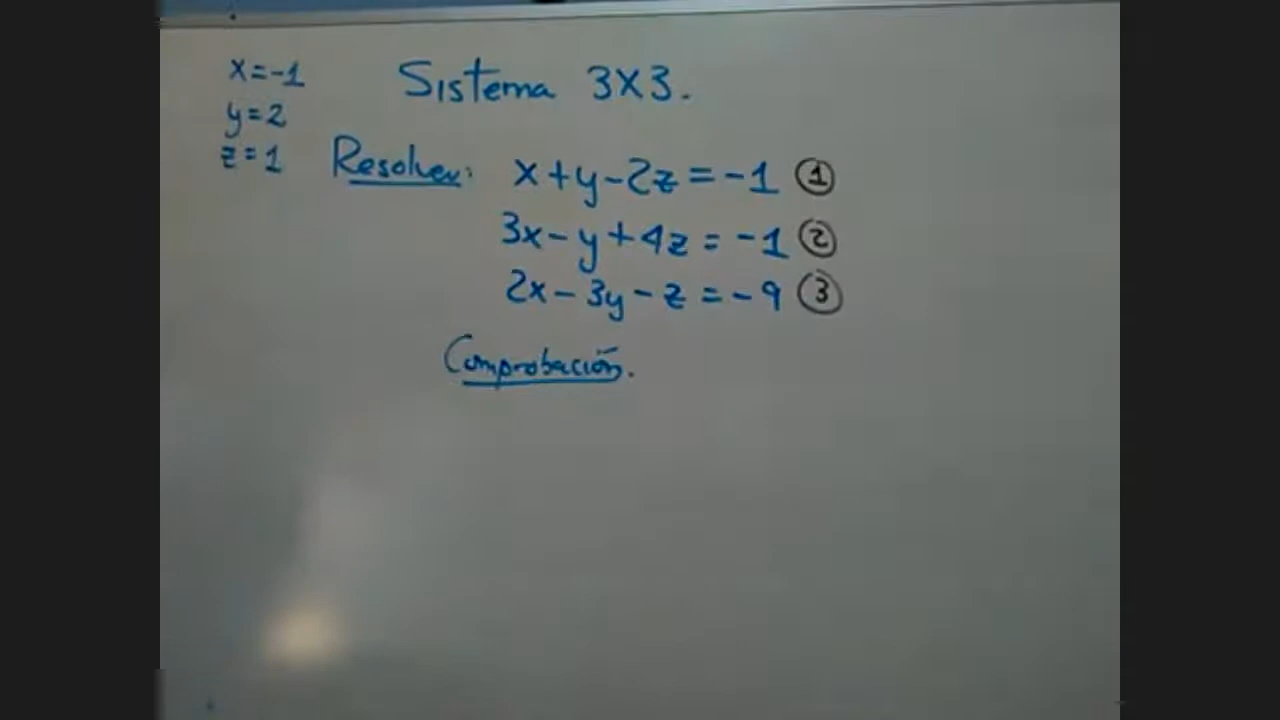 x=-1
Sistema 3X3.
y=2
z=1
Resolver: x+y-2z=-1 ①
3x-y+4z=-1 ②
2x-3y-z=-9 ③
Comprobación.